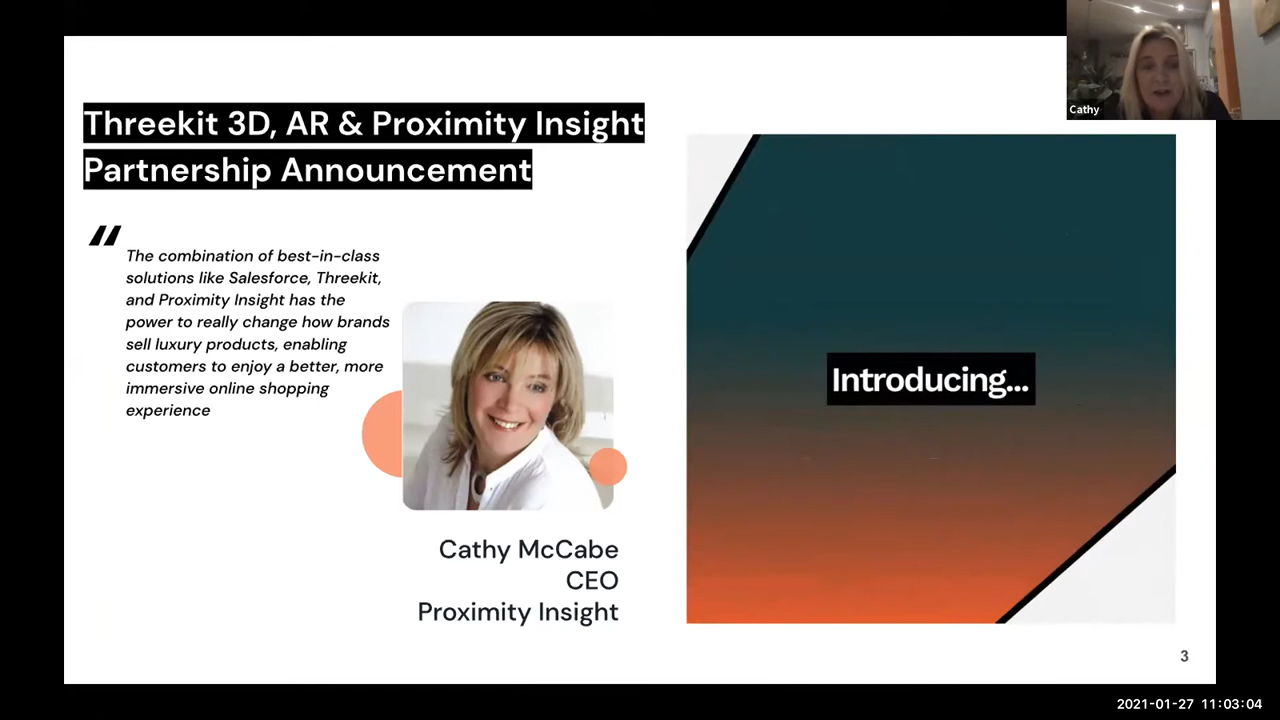 Cathy
Threekit 3D, AR & Proximity Insight
Partnership Announcement
“
The combination of best-in-class
solutions like Salesforce, Threekit,
and Proximity Insight has the
power to really change how brands
sell luxury products, enabling
customers to enjoy a better, more
immersive online shopping
experience
Cathy McCabe
CEO
Proximity Insight
Introducing...
3
2021-01-27 11:03:04